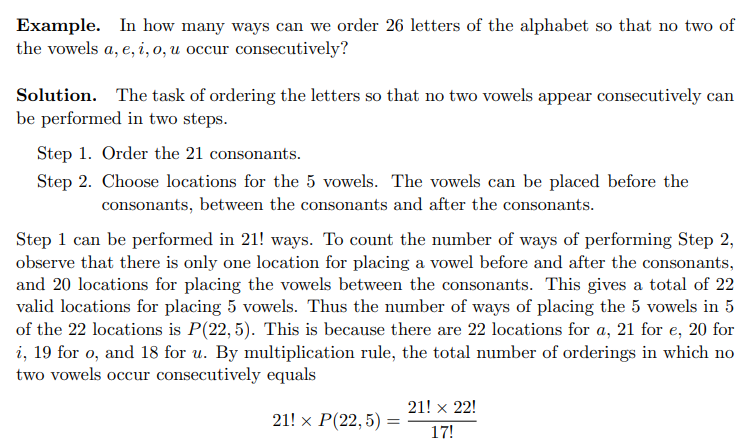 Example. In how many ways can we order 26 letters of the alphabet so that no two of
the vowels a, e, i, o, u occur consecutively?
Solution. The task of ordering the letters so that no two vowels appear consecutively can
be performed in two steps.
Step 1. Order the 21 consonants.
Step 2. Choose locations for the 5 vowels. The vowels can be placed before the
consonants, between the consonants and after the consonants.
Step 1 can be performed in 21! ways. To count the number of ways of performing Step 2,
observe that there is only one location for placing a vowel before and after the consonants,
and 20 locations for placing the vowels between the consonants. This gives a total of 22
valid locations for placing 5 vowels. Thus the number of ways of placing the 5 vowels in 5
of the 22 locations is P(22, 5). This is because there are 22 locations for a, 21 for e, 20 for
i, 19 for o, and 18 for u. By multiplication rule, the total number of orderings in which no
two vowels occur consecutively equals
21! × P(22, 5) = 21! × 22! / 17!